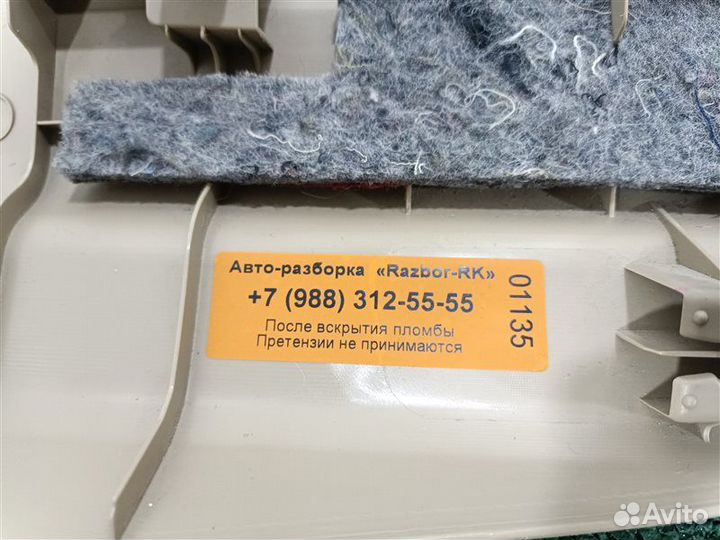 Авто-разборка «Razbor-RK»
+7 (988) 312-55-55
После вскрытия пломбы
Претензии не принимаются
01135
Avito